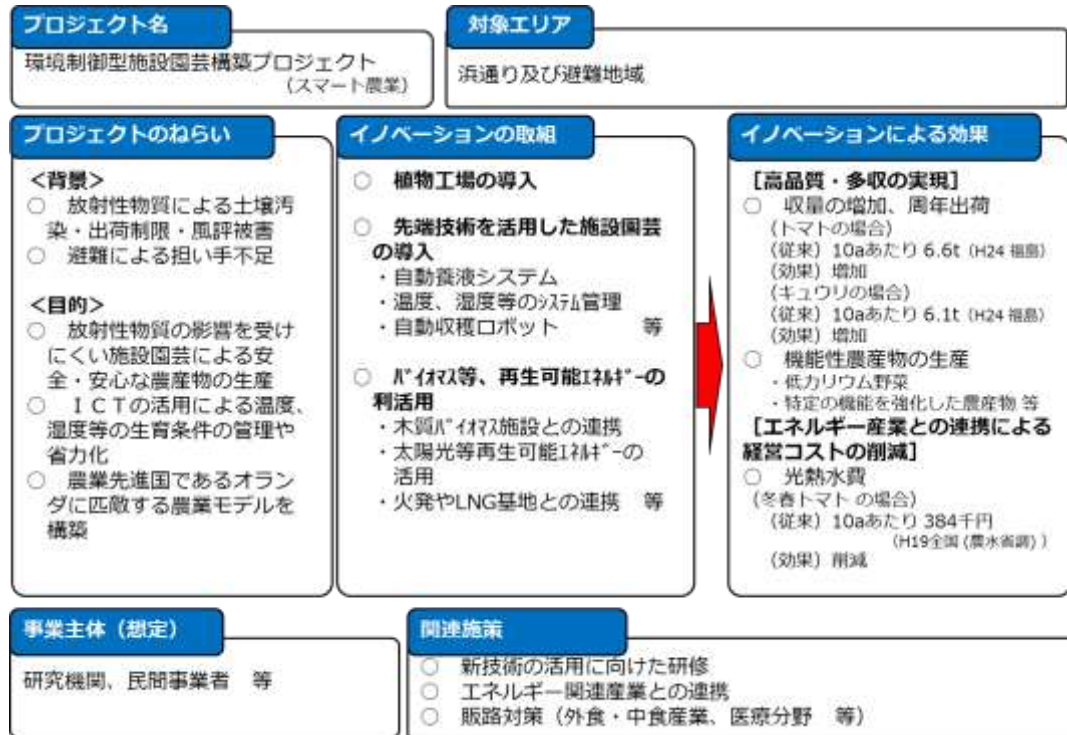 プロジェクト名
環境制御型施設園芸構築プロジェクト
（スマート農業）
対象エリア
浜通り及び避難地域
プロジェクトのねらい
＜背景＞
○ 放射性物質による土壌汚
染・出荷制限・風評被害
○ 避難による担い手不足
＜目的＞
○ 放射性物質の影響を受け
にくい施設園芸による安
全・安心な農産物の生産
○ ＩＣＴの活用による温度、
湿度等の生育条件の管理や
省力化
○ 農業先進国であるオラン
ダに匹敵する農業モデルを
構築
イノベーションの取組
○ 植物工場の導入
○ 先端技術を活用した施設園芸
の導入
・自動養液システム
・温度、湿度等のｼｽﾃﾑ管理
・自動収穫ロボット 等
○ ﾊﾞｲｵﾏｽ等、再生可能ｴﾈﾙｷﾞｰの
利活用
・木質ﾊﾞｲｵﾏｽ施設との連携
・太陽光等再生可能ｴﾈﾙｷﾞｰの
活用
・火発やLNG基地との連携 等
イノベーションによる効果
［高品質・多収の実現］
○ 収量の増加、周年出荷
（トマトの場合）
（従来）10aあたり 6.6t（H24 福島）
（効果）増加
（キュウリの場合）
（従来）10aあたり 6.1t（H24 福島）
（効果）増加
○ 機能性農産物の生産
・低カリウム野菜
・特定の機能を強化した農産物 等
［エネルギー産業との連携による
経営コストの削減］
○ 光熱水費
（冬春トマト の場合）
（従来）10aあたり 384千円
（H19全国 (農水省調) ）
（効果）削減
事業主体（想定）
研究機関、民間事業者 等
関連施策
○ 新技術の活用に向けた研修
○ エネルギー関連産業との連携
○ 販路対策（外食・中食産業、医療分野 等）